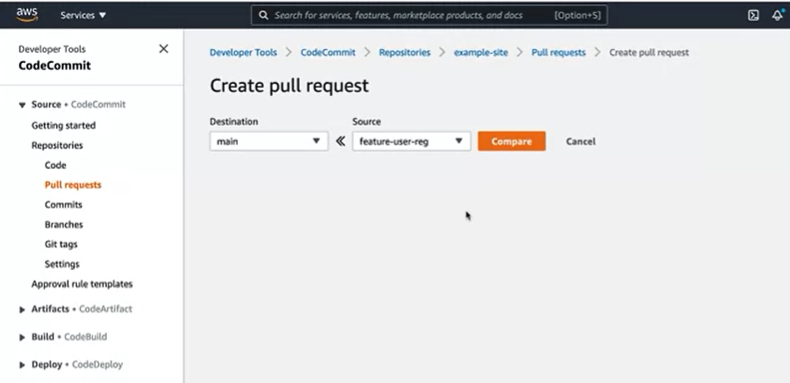 aws
Services ▼
Search for services, features, marketplace products, and docs [Option+S]
Developer Tools
CodeCommit
Source • CodeCommit
Getting started
Repositories
Code
Pull requests
Commits
Branches
Git tags
Settings
Approval rule templates
Artifacts • CodeArtifact
Build • CodeBuild
Deploy • CodeDeploy
Developer Tools > CodeCommit > Repositories > example-site > Pull requests > Create pull request
Create pull request
Destination Source
main feature-user-reg Compare Cancel